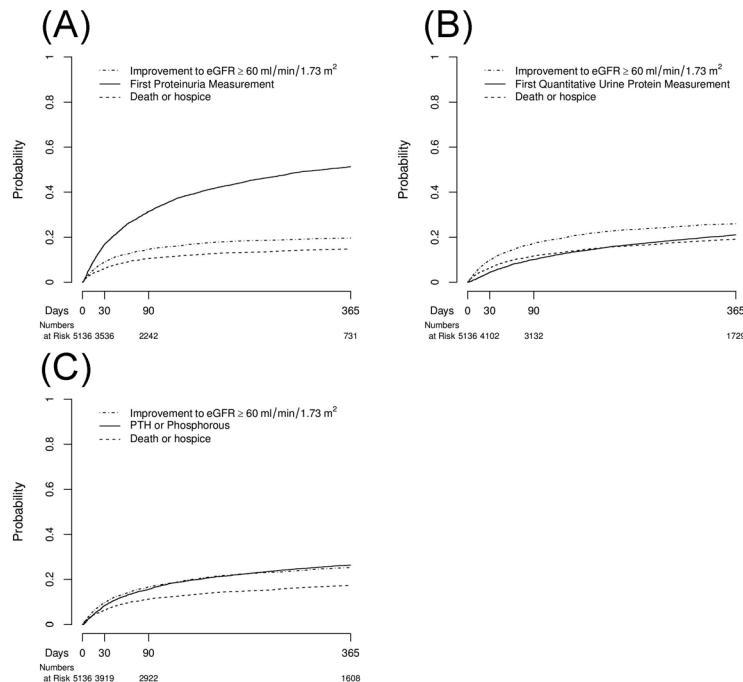 (A)
Improvement to eGFR ≥ 60 ml/min/1.73 m²
First Proteinuria Measurement
Death or hospice
Probability
1
0.8
0.6
0.4
0.2
0
Days 0 30 90 365
Numbers
at Risk 5136 3536 2242 731
(B)
Improvement to eGFR ≥ 60 ml/min/1.73 m²
First Quantitative Urine Protein Measurement
Death or hospice
Probability
1
0.8
0.6
0.4
0.2
0
Days 0 30 90 365
Numbers
at Risk 5136 4102 3132 1729
(C)
Improvement to eGFR ≥ 60 ml/min/1.73 m²
PTH or Phosphorous
Death or hospice
Probability
1
0.8
0.6
0.4
0.2
0
Days 0 30 90 365
Numbers
at Risk 5136 3919 2922 1608